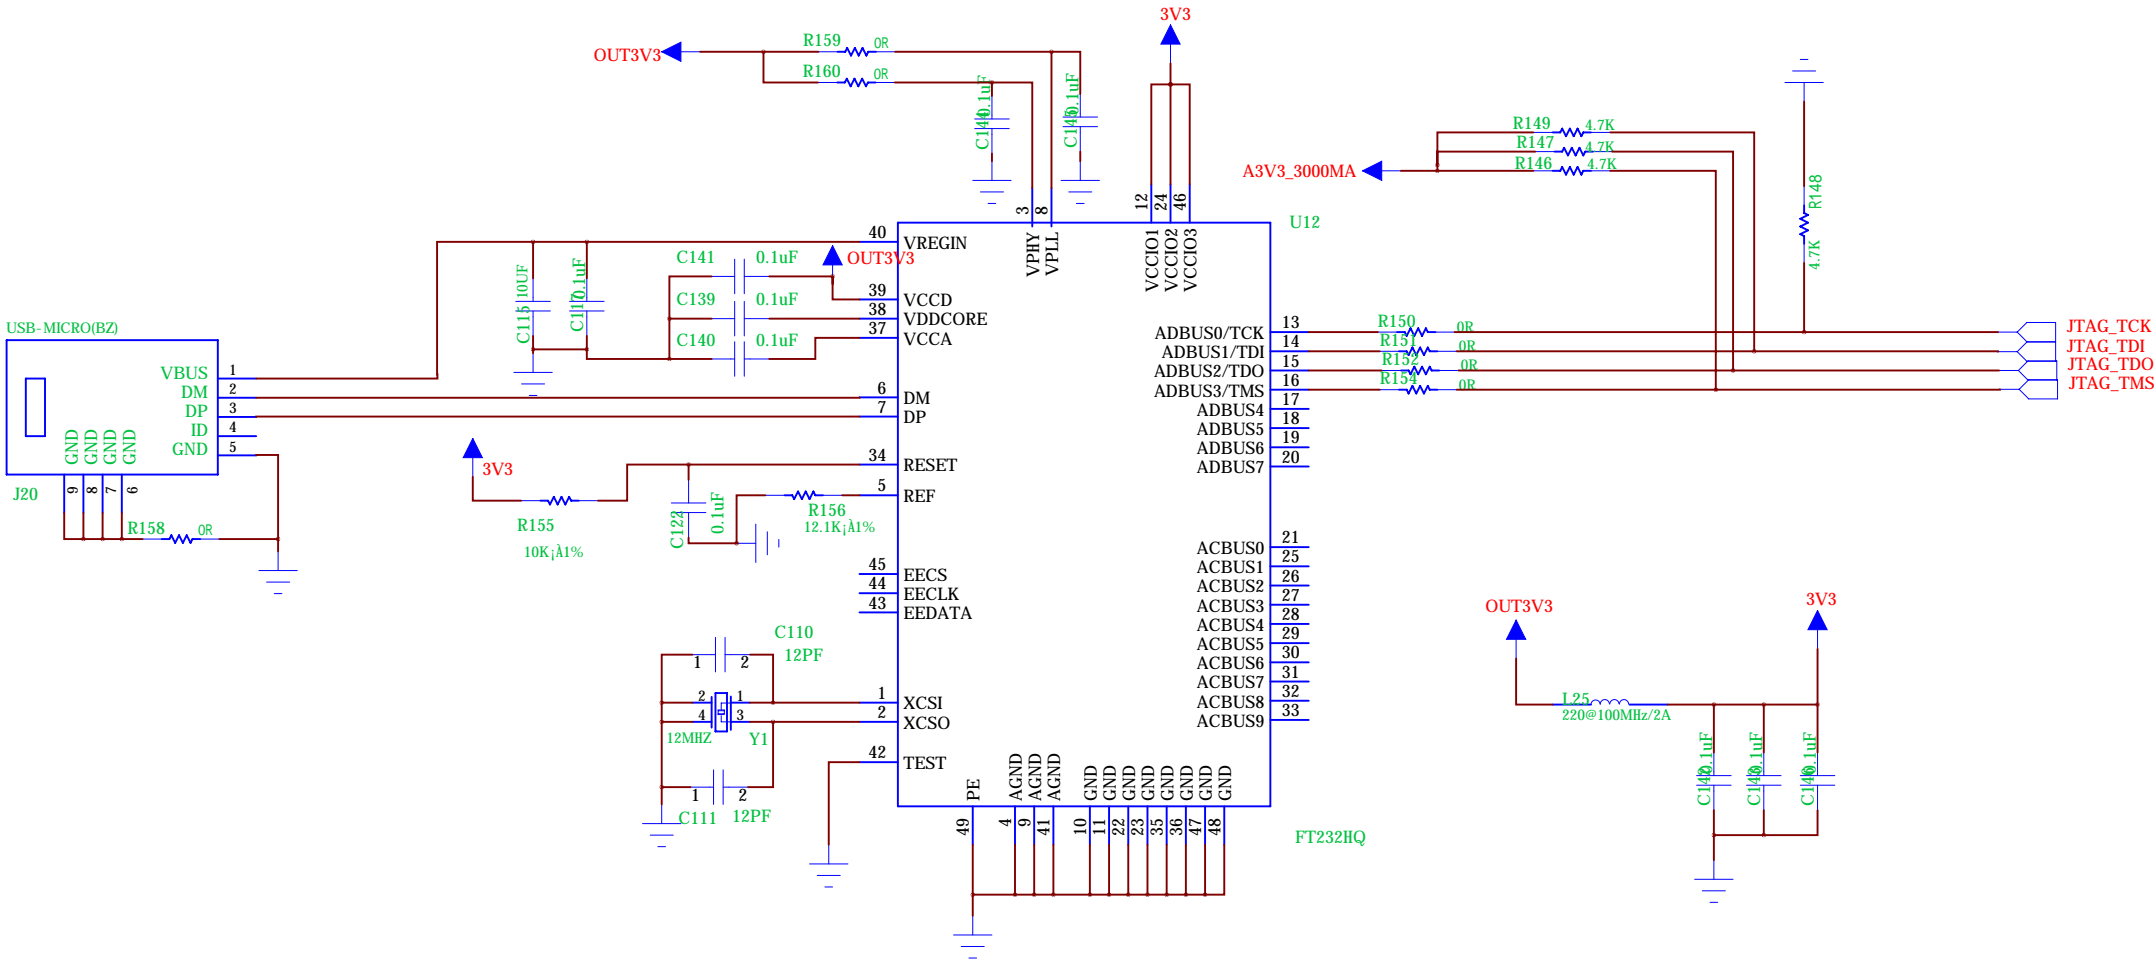 3V3
OUT3V3
R159 0R
R160 0R
C144 0.1uF
0.1uF
A3V3_3000MA
R149 4.7K
R147 4.7K
R146 4.7K
R148
4.7K
U12
3 8
12 24 46
VPHY VPLL
VCCIO1 VCCIO2 VCCIO3
40 VREGIN
C141 0.1uF
OUT3V3
C115 10UF
C117 0.1uF
39 VCCD
C139 0.1uF
38 VDDCORE
37 VCCA
C140 0.1uF
USB-MICRO(BZ)
VBUS 1
DM 2
DP 3
ID 4
GND 5
GND GND GND GND
9 8 7 6
J20
R158 0R
6 DM
7 DP
3V3
34 RESET
5 REF
R155
10K¡À1%
C122 0.1uF
R156
12.1K¡À1%
45 EECS
44 EECLK
43 EEDATA
C110
12PF
1 2
2 1
4 3
12MHZ Y1
1 XCSI
2 XCSO
1 2
C111 12PF
42 TEST
ADBUS0/TCK 13 R150 0R JTAG_TCK
ADBUS1/TDI 14 R151 0R JTAG_TDI
ADBUS2/TDO 15 R152 0R JTAG_TDO
ADBUS3/TMS 16 R154 0R JTAG_TMS
ADBUS4 17
ADBUS5 18
ADBUS6 19
ADBUS7 20
ACBUS0 21
ACBUS1 25
ACBUS2 26
ACBUS3 27
ACBUS4 28
ACBUS5 29
ACBUS6 30
ACBUS7 31
ACBUS8 32
ACBUS9 33
PE AGND AGND AGND GND GND GND GND GND GND GND GND
49 4 9 41 10 11 22 23 35 36 47 48
FT232HQ
OUT3V3
3V3
L25
220@100MHz/2A
0.1uF
0.1uF
0.1uF